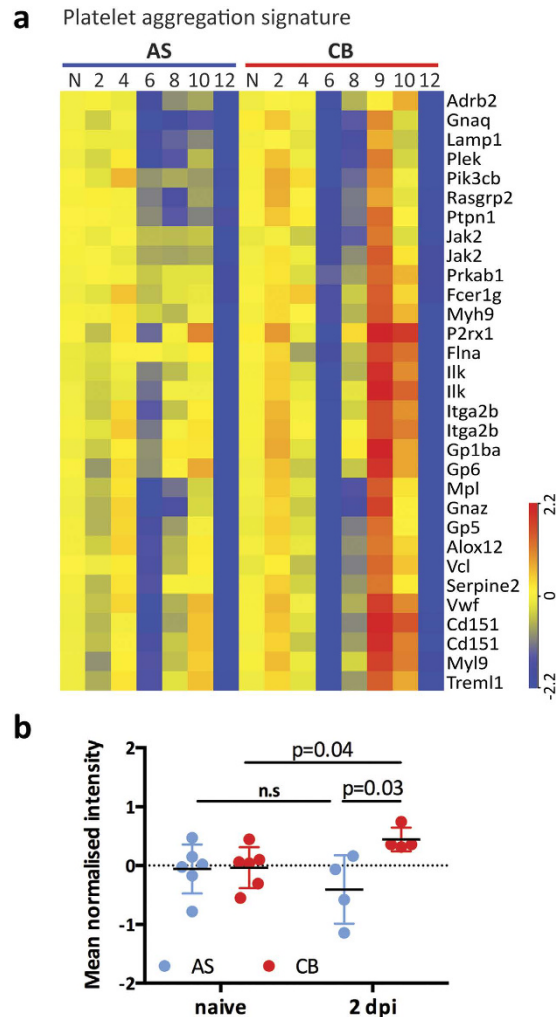 a Platelet aggregation signature
AS CB
N 2 4 6 8 10 12 N 2 4 6 8 9 10 12
Adrb2
Gnaq
Lamp1
Plek
Pik3cb
Rasgrp2
Ptpn1
Jak2
Jak2
Prkab1
Fcer1g
Myh9
P2rx1
Flna
Ilk
Ilk
Itga2b
Itga2b
Gp1ba
Gp6
Mpl
Gnaz
Gp5
Alox12
Vcl
Serpine2
Vwf
Cd151
Cd151
Myl9
Treml1
2.2
0
-2.2
b
Mean normalised intensity
2
1
0
-1
-2
p=0.04
n.s
p=0.03
AS CB
naive 2 dpi